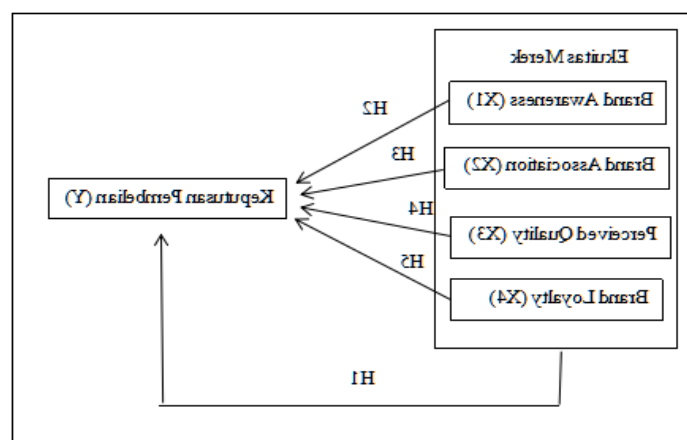 Ekuitas Merek
Brand Awareness (X1)
H2
Brand Association (X2)
H3
Keputusan Pembelian (Y)
H4
Perceived Quality (X3)
H5
Brand Loyalty (X4)
H1